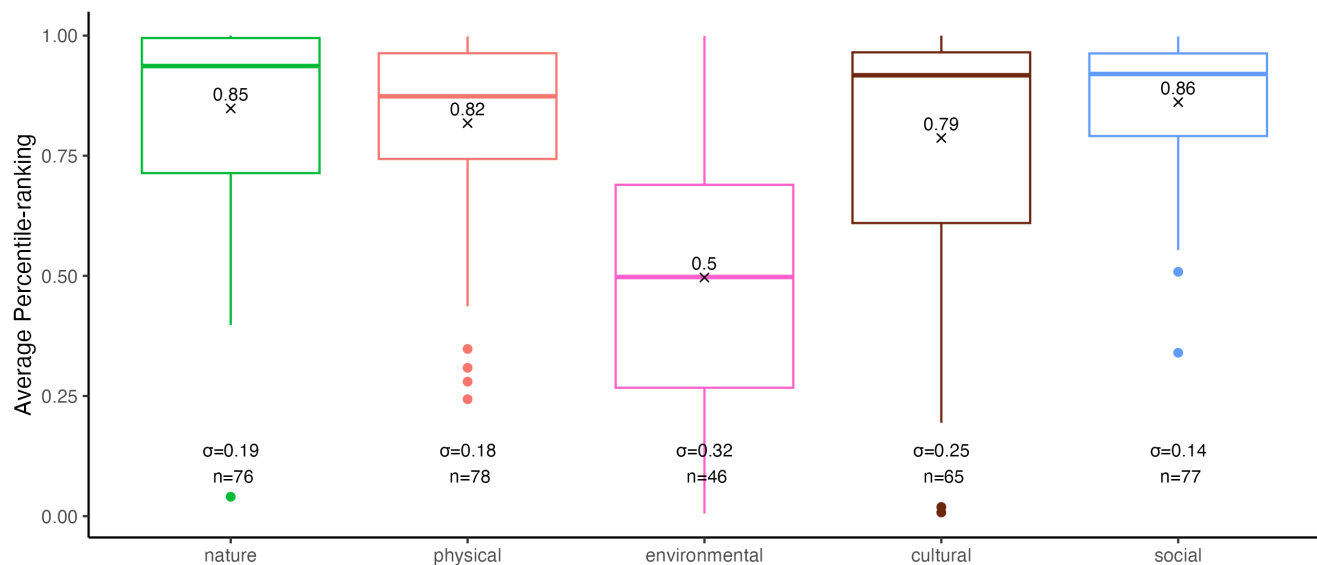 Average Percentile-ranking
1.00
0.75
0.50
0.25
0.00
0.85
0.82
0.5
0.79
0.86
σ=0.19
σ=0.18
σ=0.32
σ=0.25
σ=0.14
n=76
n=78
n=46
n=65
n=77
nature
physical
environmental
cultural
social